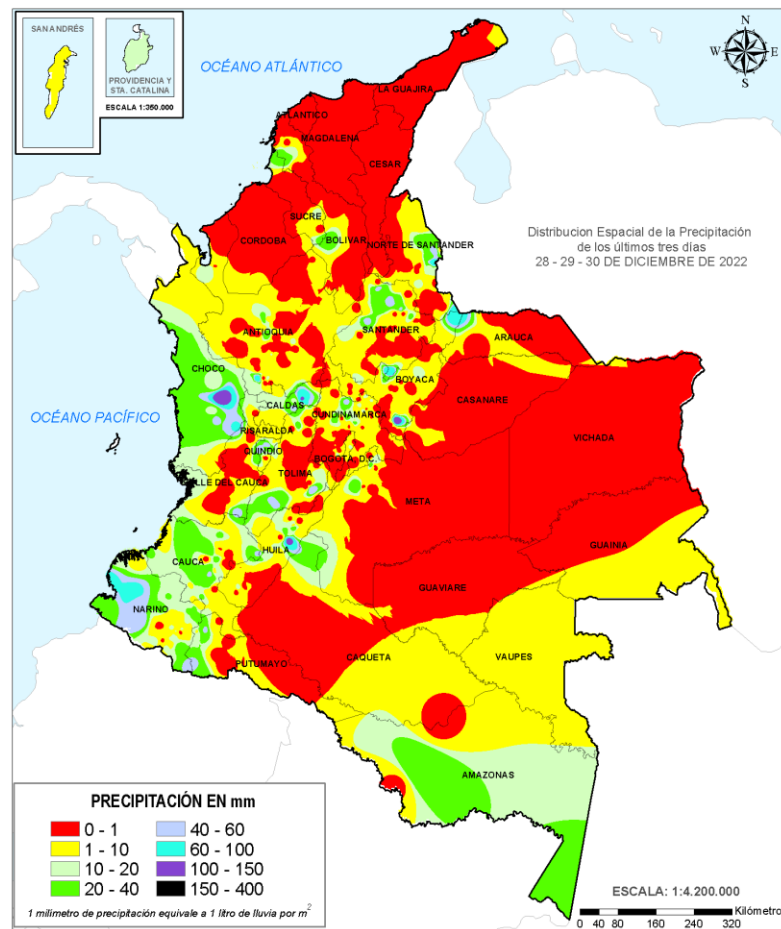 SAN ANDRÉS
PROVIDENCIA Y
STA. CATALINA
ESCALA 1:350.000
OCÉANO ATLÁNTICO
N
W E
S
LA GUAJIRA
ATLANTICO
MAGDALENA
CESAR
SUCRE
CORDOBA
BOLIVAR
NORTE DE SANTANDER
Distribucion Espacial de la Precipitación
de los últimos tres días
28 - 29 - 30 DE DICIEMBRE DE 2022
ANTIOQUIA
SANTANDER
ARAUCA
CHOCO
BOYACA
CASANARE
OCÉANO PACÍFICO
CALDAS
CUNDINAMARCA
RISARALDA
VICHADA
QUINDIO
BOGOTA, D.C.
TOLIMA
VALLE DEL CAUCA
META
GUAINIA
HUILA
CAUCA
GUAVIARE
NARIÑO
PUTUMAYO
CAQUETA
VAUPES
AMAZONAS
PRECIPITACIÓN EN mm
0 - 1 40 - 60
1 - 10 60 - 100
10 - 20 100 - 150
20 - 40 150 - 400
1 milimetro de precipitación equivale a 1 litro de lluvia por m²
ESCALA: 1:4.200.000
Kilómetro
0 40 80 160 240 320